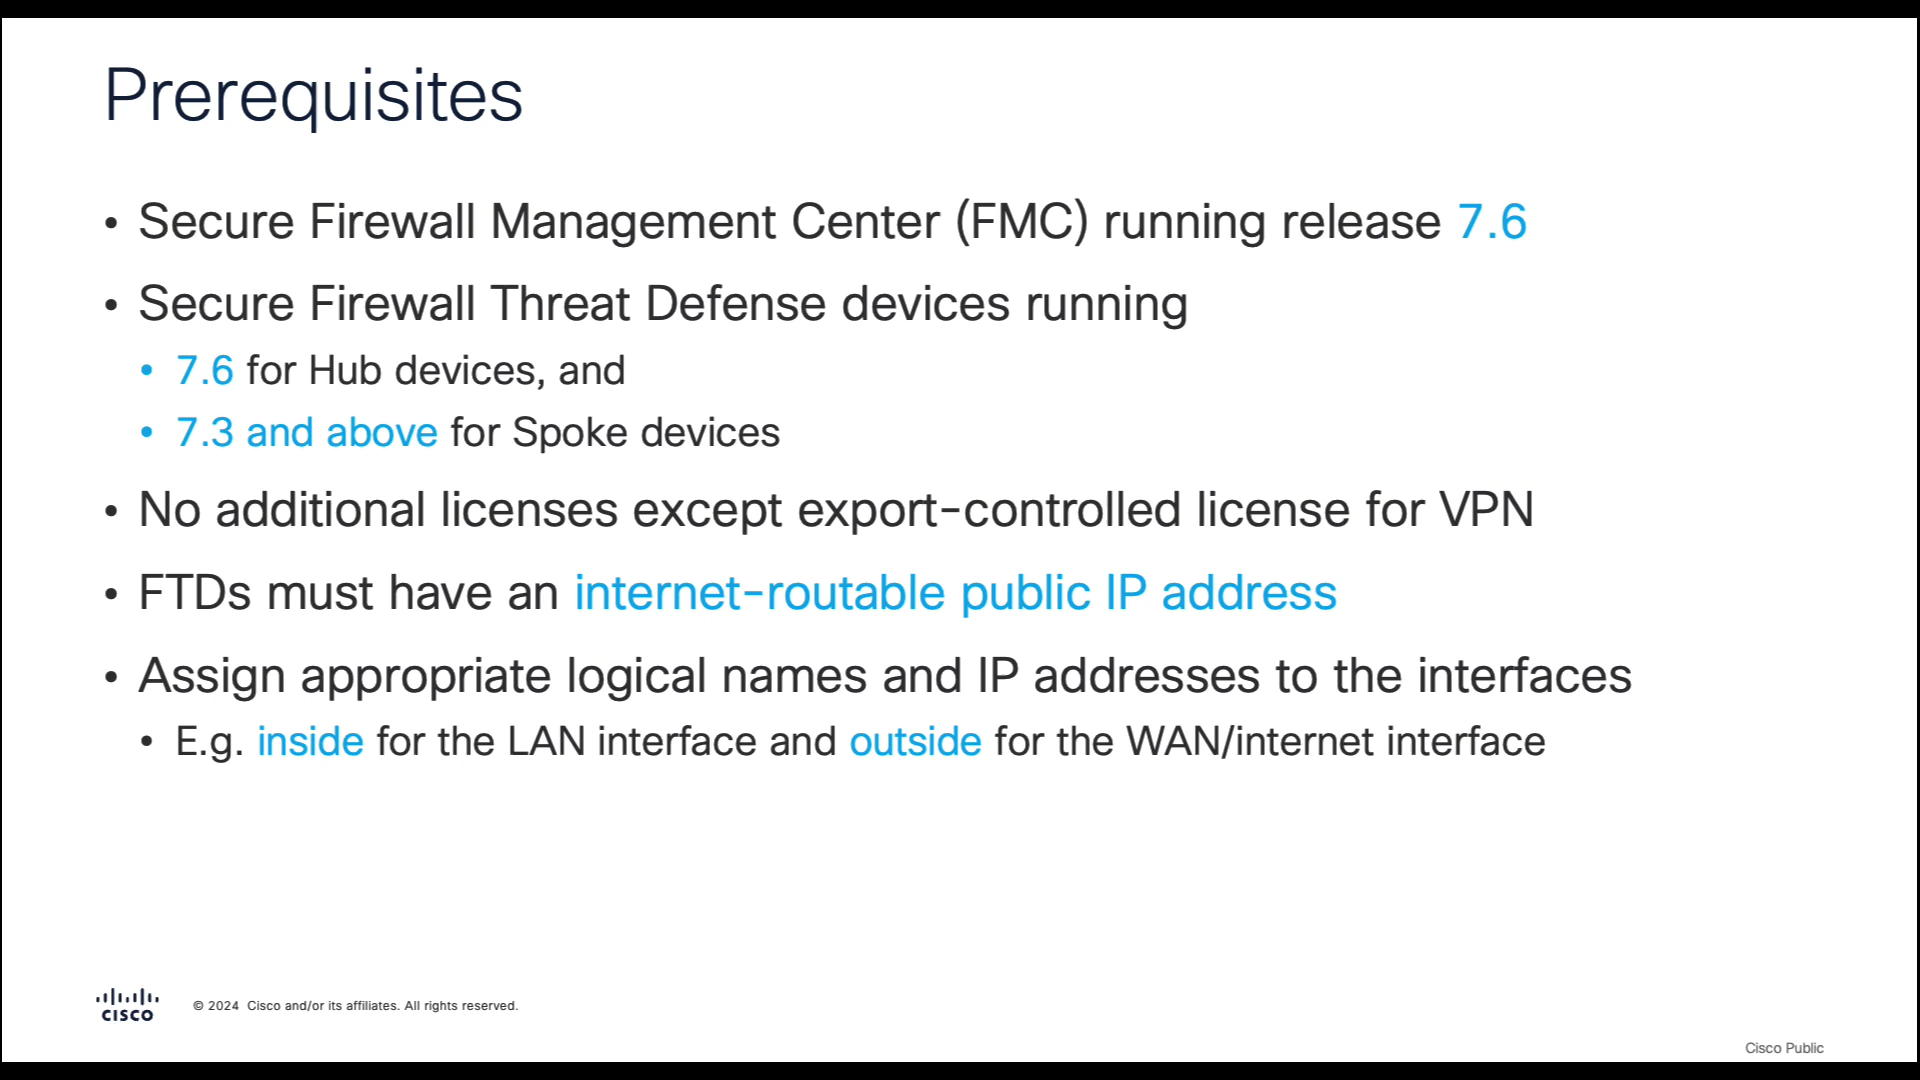 Prerequisites
• Secure Firewall Management Center (FMC) running release 7.6
• Secure Firewall Threat Defense devices running
• 7.6 for Hub devices, and
• 7.3 and above for Spoke devices
• No additional licenses except export-controlled license for VPN
• FTDs must have an internet-routable public IP address
• Assign appropriate logical names and IP addresses to the interfaces
• E.g. inside for the LAN interface and outside for the WAN/internet interface
CISCO
© 2024 Cisco and/or its affiliates. All rights reserved.
Cisco Public